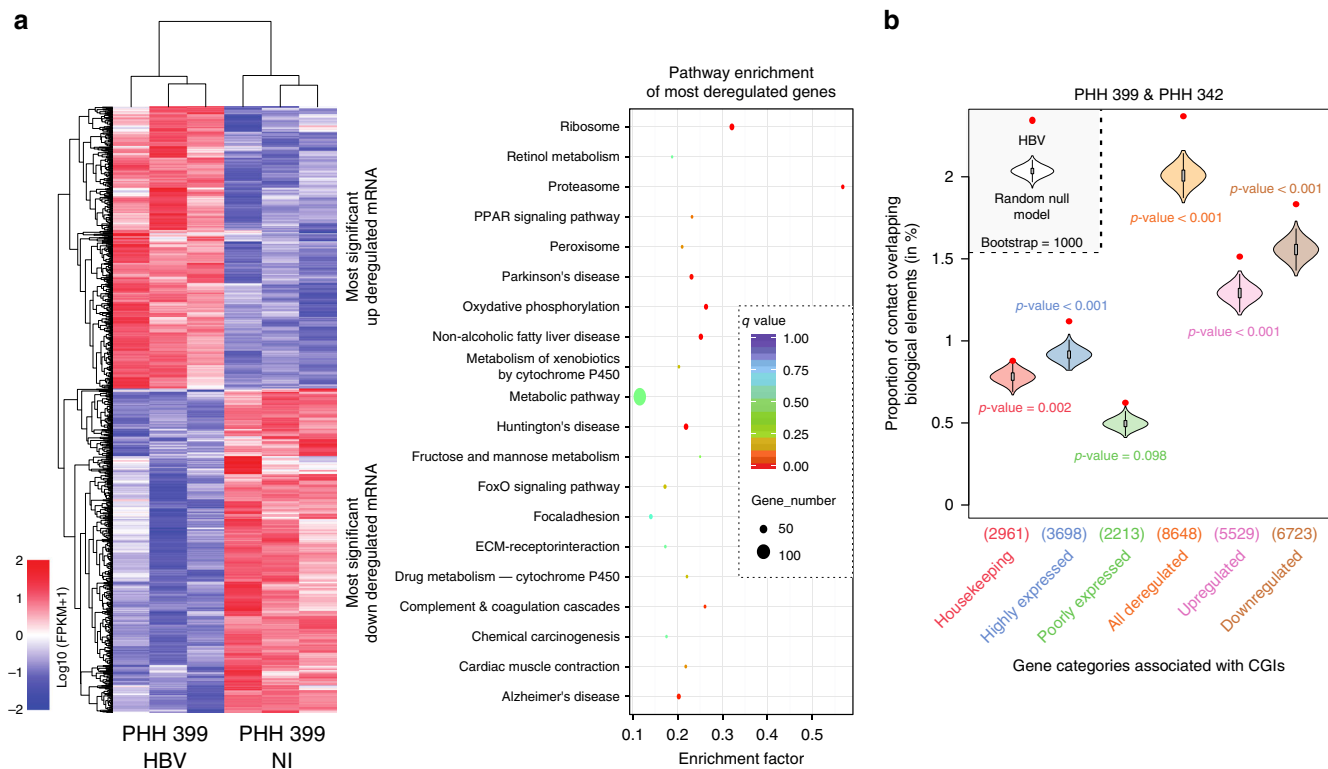 a
2
1
0
−1
−2
Log10 (FPKM+1)
Most significant
up deregulated mRNA
Most significant
down deregulated mRNA
PHH 399
HBV
PHH 399
NI
Pathway enrichment
of most deregulated genes
Ribosome
Retinol metabolism
Proteasome
PPAR signaling pathway
Peroxisome
Parkinson's disease
Oxydative phosphorylation
Non-alcoholic fatty liver disease
Metabolism of xenobiotics
by cytochrome P450
Metabolic pathway
Huntington's disease
Fructose and mannose metabolism
FoxO signaling pathway
Focaladhesion
ECM-receptorinteraction
Drug metabolism — cytochrome P450
Complement & coagulation cascades
Chemical carcinogenesis
Cardiac muscle contraction
Alzheimer's disease
0.1 0.2 0.3 0.4 0.5
Enrichment factor
q value
1.00
0.75
0.50
0.25
0.00
Gene_number
50
100
b
PHH 399 & PHH 342
Proportion of contact overlapping
biological elements (in %)
2
1.5
1
0.5
0
HBV
Random null
model
Bootstrap = 1000
p-value = 0.002
p-value < 0.001
p-value = 0.098
p-value < 0.001
p-value < 0.001
p-value < 0.001
(2961) (3698) (2213) (8648) (5529) (6723)
Housekeeping
Highly expressed
Poorly expressed
All deregulated
Upregulated
Downregulated
Gene categories associated with CGIs